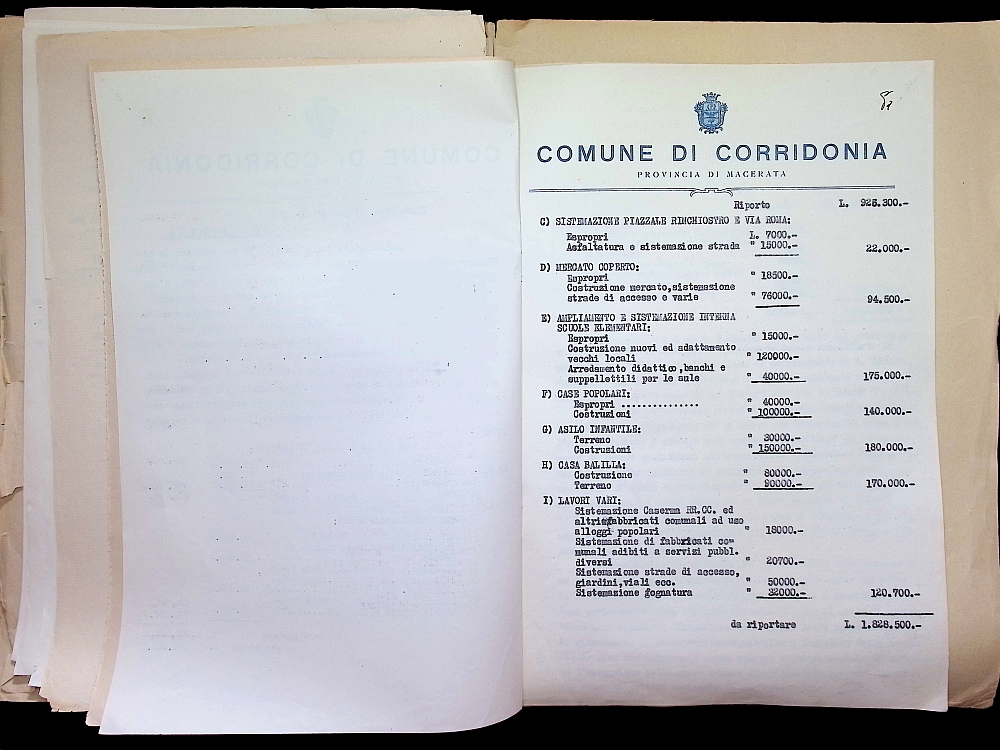 COMUNE DI CORRIDONIA
PROVINCIA DI MACERATA
Riporto L. 926.300.-
C) SISTEMAZIONE PIAZZALE RINCHIOSTRO E VIA ROMA:
Espropri L. 7000.-
Asfaltatura e sistemazione strada " 15000.- 22.000.-
D) MERCATO COPERTO:
Espropri " 18500.-
Costruzione mercato,sistemazione
strade di accesso e varie " 76000.- 94.500.-
E) AMPLIAMENTO E SISTEMAZIONE INTERNA
SCUOLE ELEMENTARI:
Espropri " 15000.-
Costruzione nuovi ed adattamento
vecchi locali " 120000.-
Arredamento didattico,banchi e
suppellettili per le aule " 40000.- 175.000.-
F) CASE POPOLARI:
Espropri ............... " 40000.-
Costruzioni " 100000.- 140.000.-
G) ASILO INFANTILE:
Terreno " 30000.-
Costruzioni " 150000.- 180.000.-
H) CASA BALILLA:
Costruzione " 80000.-
Terreno " 90000.- 170.000.-
I) LAVORI VARI:
Sistemazione Caserma RR.CC. ed
altri fabbricati comunali ad uso
alloggi popolari " 18000.-
Sistemazione di fabbricati co-
munali adibiti a servizi pubbl.
diversi " 20700.-
Sistemazione strade di accesso,
giardini,viali ecc. " 50000.-
Sistemazione fognatura " 32000.- 120.700.-
da riportare L. 1.828.500.-